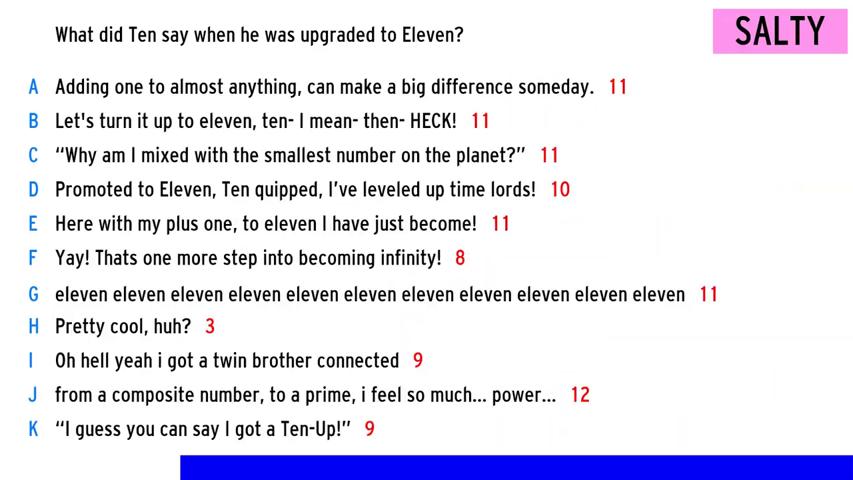 What did Ten say when he was upgraded to Eleven?
SALTY
A Adding one to almost anything, can make a big difference someday. 11
B Let's turn it up to eleven, ten- I mean- then- HECK! 11
C “Why am I mixed with the smallest number on the planet?” 11
D Promoted to Eleven, Ten quipped, I’ve leveled up time lords! 10
E Here with my plus one, to eleven I have just become! 11
F Yay! Thats one more step into becoming infinity! 8
G eleven eleven eleven eleven eleven eleven eleven eleven eleven eleven eleven 11
H Pretty cool, huh? 3
I Oh hell yeah i got a twin brother connected 9
J from a composite number, to a prime, i feel so much... power... 12
K “I guess you can say I got a Ten-Up!” 9